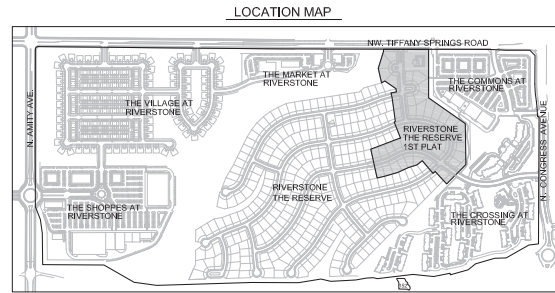 LOCATION MAP
NW. TIFFANY SPRINGS ROAD
THE MARKET AT
RIVERSTONE
THE COMMONS AT
RIVERSTONE
THE VILLAGE AT
RIVERSTONE
N. AMITY AVE.
RIVERSTONE
THE RESERVE
1ST PLAT
N. CONGRESS AVENUE
RIVERSTONE
THE RESERVE
THE SHOPPES AT
RIVERSTONE
THE CROSSING AT
RIVERSTONE